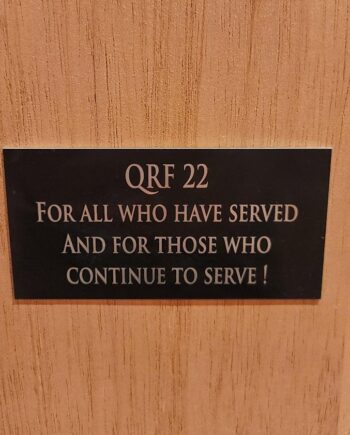 QRF 22
FOR ALL WHO HAVE SERVED
AND FOR THOSE WHO
CONTINUE TO SERVE !